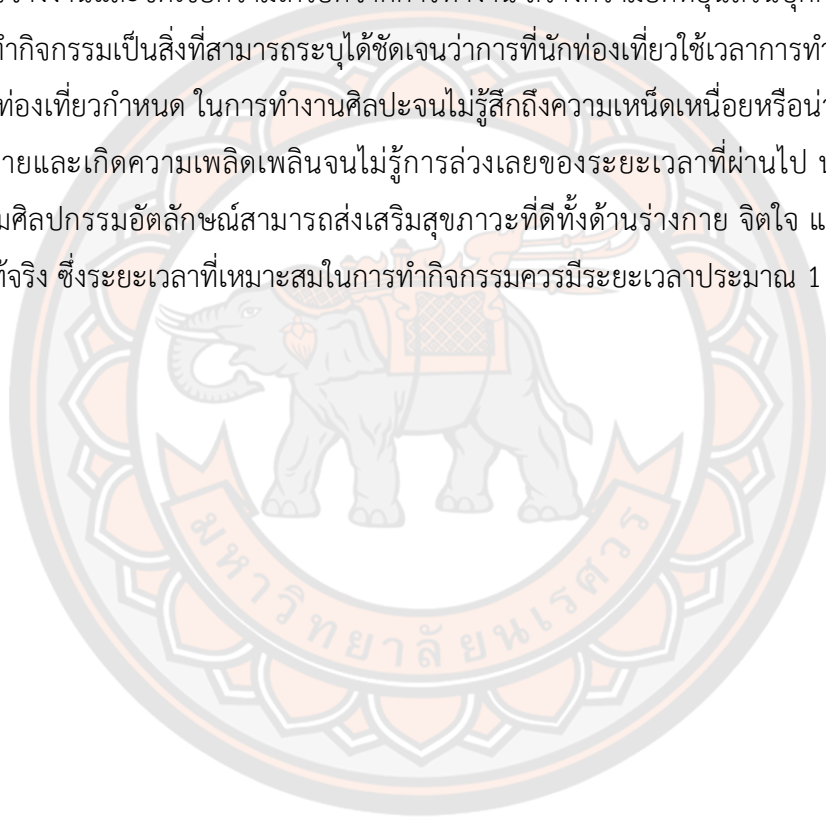 ทำกิจกรรมเป็นสิ่งที่สามารถระบุได้ชัดเจนว่าการที่นักท่องเที่ยวใช้เวลาการทำ
ท่องเที่ยวกำหนด ในการทำงานศิลปะจนไม่รู้สึกถึงความเหน็ดเหนื่อยหรือน่า
ายและเกิดความเพลิดเพลินจนไม่รู้การล่วงเลยของระยะเวลาที่ผ่านไป
มศิลปกรรมอัตลักษณ์สามารถส่งเสริมสุขภาวะที่ดีทั้งด้านร่างกาย จิตใจ แ
ท้จริง ซึ่งระยะเวลาที่เหมาะสมในการทำกิจกรรมควรมีระยะเวลาประมาณ 1
มหาวิทยาลัยนเรศวร